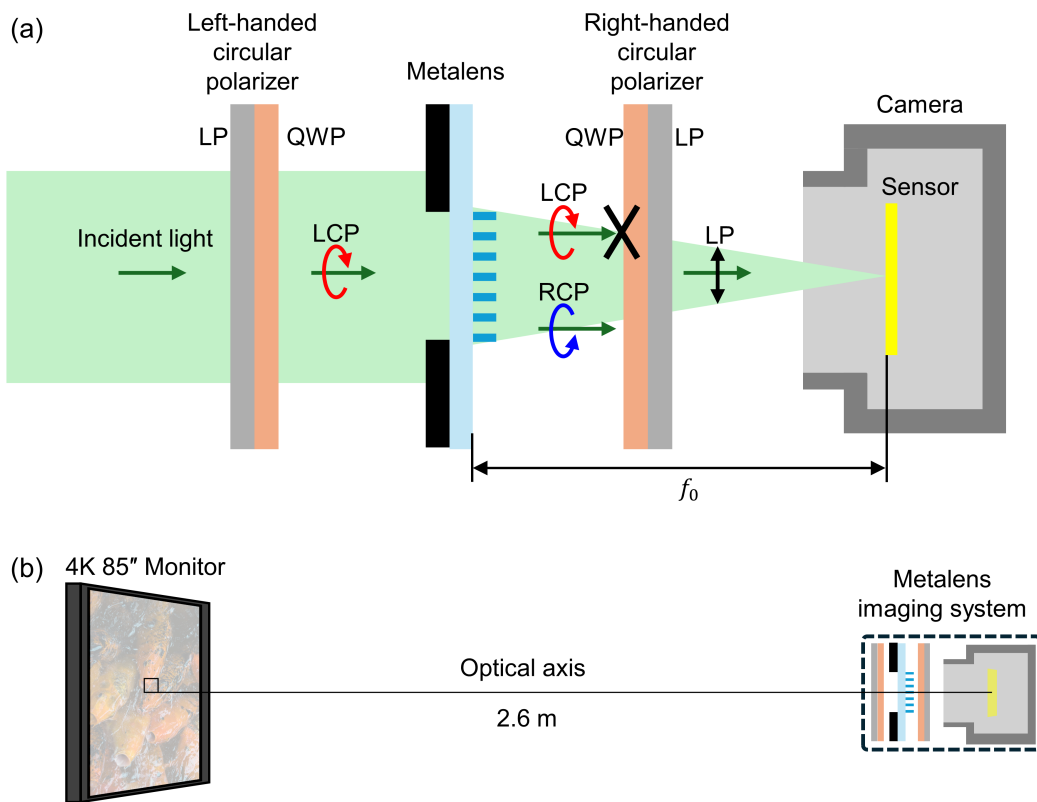 (a)
Left-handed
circular
polarizer
Right-handed
circular
polarizer
Metalens
Camera
LP
QWP
QWP
LP
Sensor
LCP
LP
Incident light
LCP
RCP
f₀
(b)
4K 85″ Monitor
Metalens
imaging system
Optical axis
2.6 m